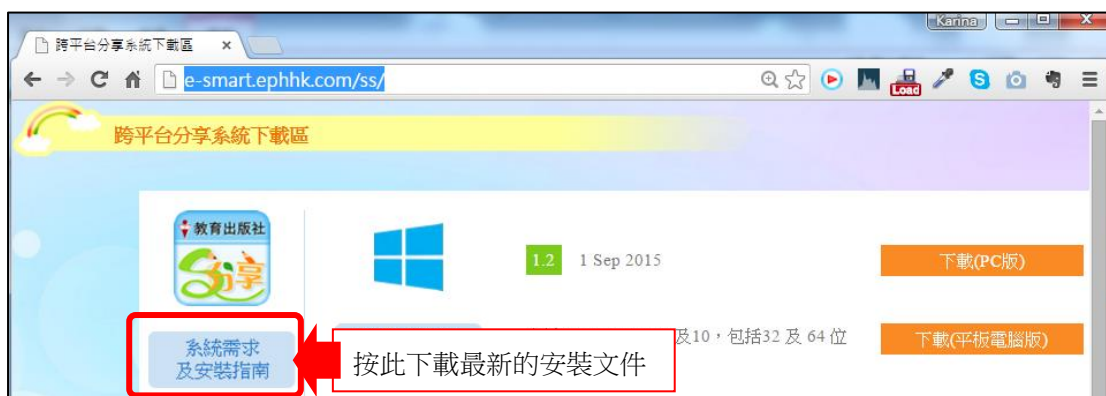 Karina
跨平台分享系統下載區
e-smart.ephhk.com/ss/
Load
跨平台分享系統下載區
教育出版社
分享
1.2 1 Sep 2015
下載(PC版)
系統需求
及安裝指南
按此下載最新的安裝文件
及10，包括32 及 64 位
下載(平板電腦版)